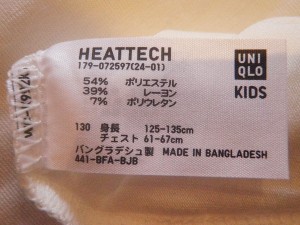 HEATTECH
179-072597(24-01)
54% ポリエステル
39% レーヨン
7% ポリウレタン
UNI
QLO
KIDS
130 身長 125-135cm
チェスト 61-67cm
バングラデシュ製 MADE IN BANGLADESH
441-BFA-BJB